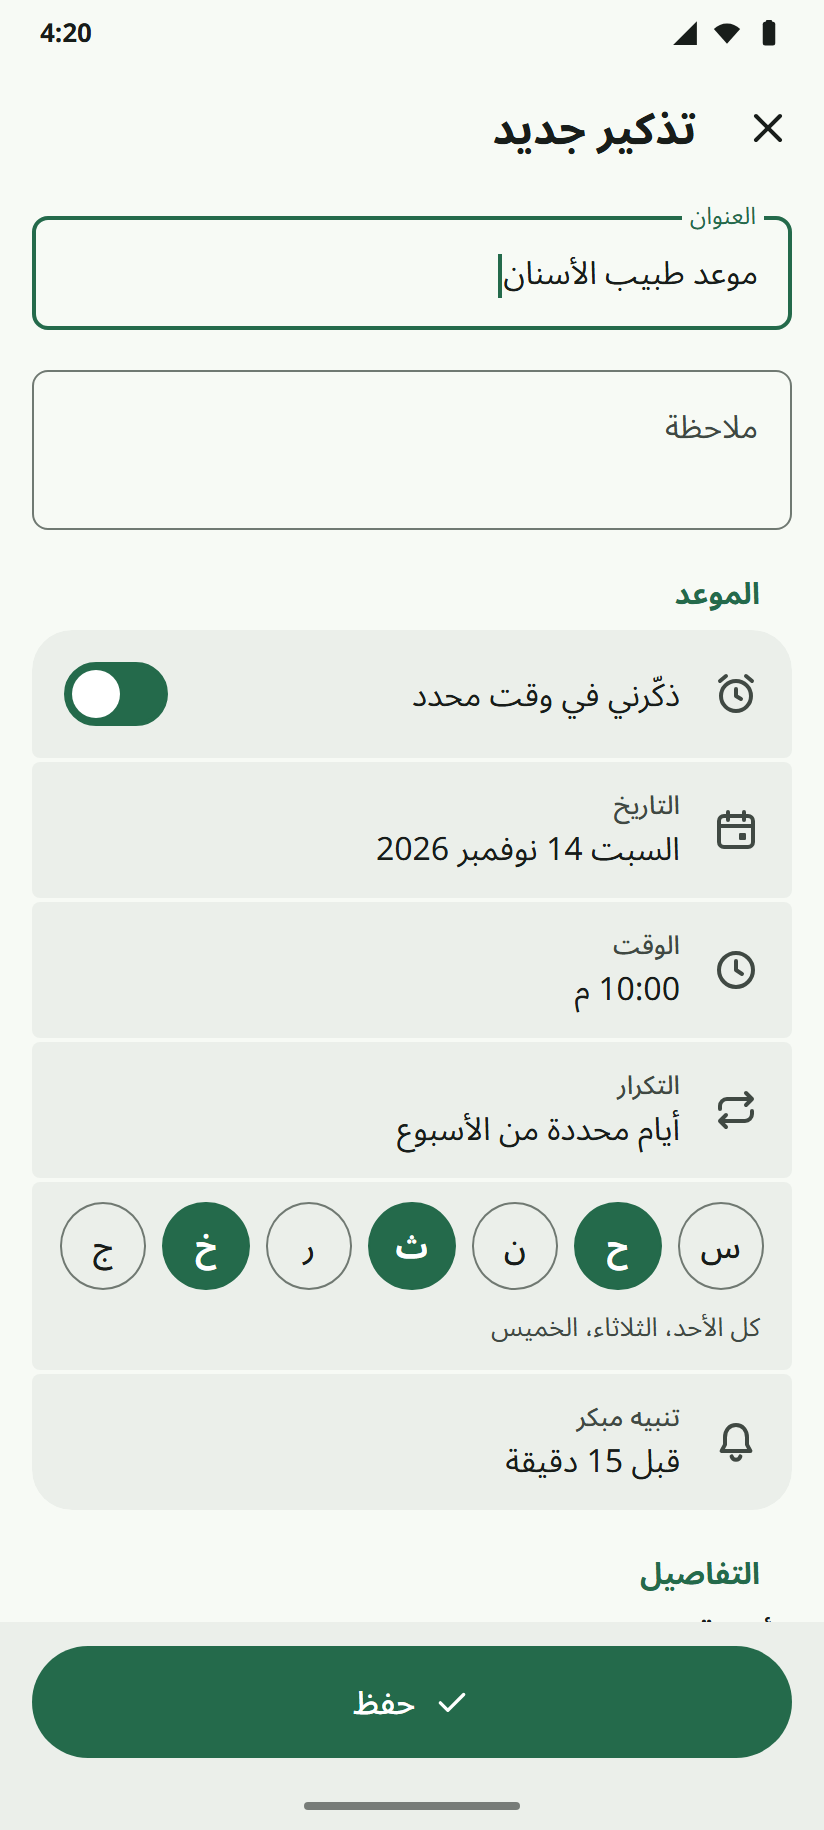 4:20
تذكير جديد
العنوان
موعد طبيب الأسنان
ملاحظة
الموعد
ذكّرني في وقت محدد
التاريخ
السبت 14 نوفمبر 2026
الوقت
10:00 م
التكرار
أيام محددة من الأسبوع
س ح ن ث ر خ ج
كل الأحد، الثلاثاء، الخميس
تنبيه مبكر
قبل 15 دقيقة
التفاصيل
حفظ